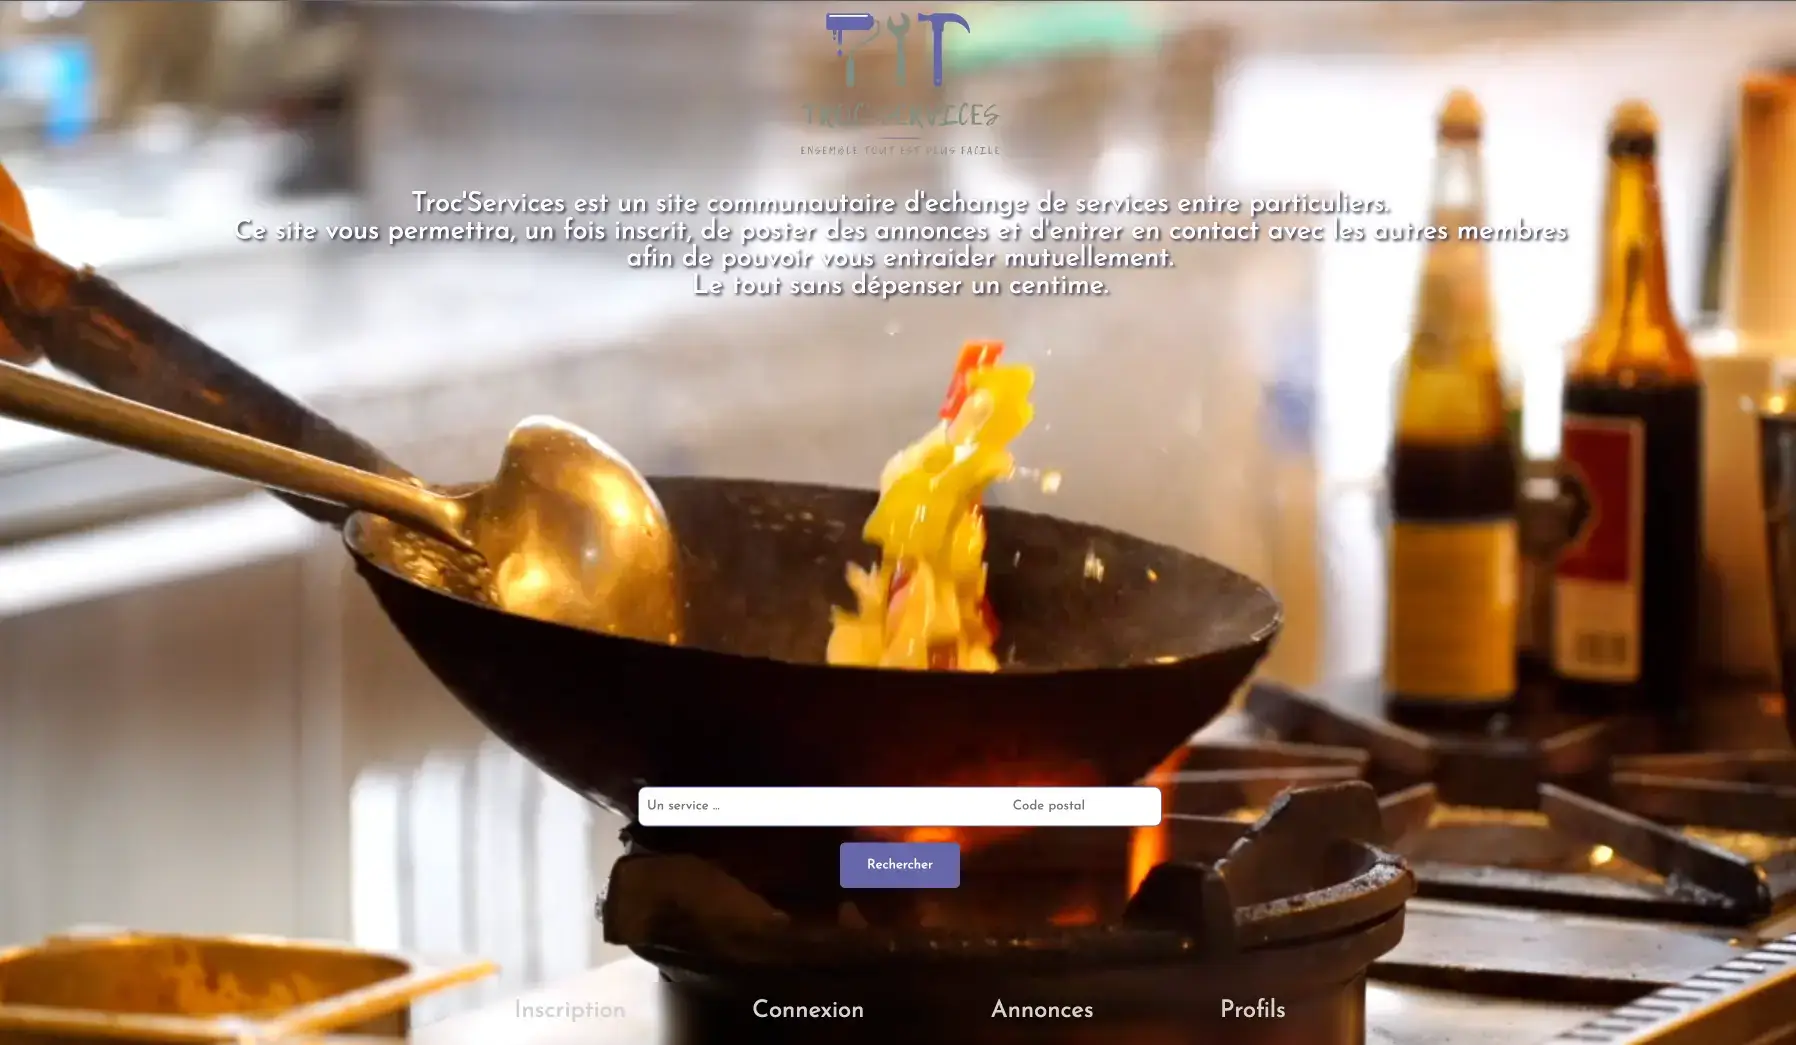 TROC'SERVICES
ENSEMBLE TOUT EST PLUS FACILE
Troc'Services est un site communautaire d'echange de services entre particuliers.
Ce site vous permettra, un fois inscrit, de poster des annonces et d'entrer en contact avec les autres membres
afin de pouvoir vous entraider mutuellement.
Le tout sans dépenser un centime.
Un service ... Code postal
Rechercher
Inscription Connexion Annonces Profils